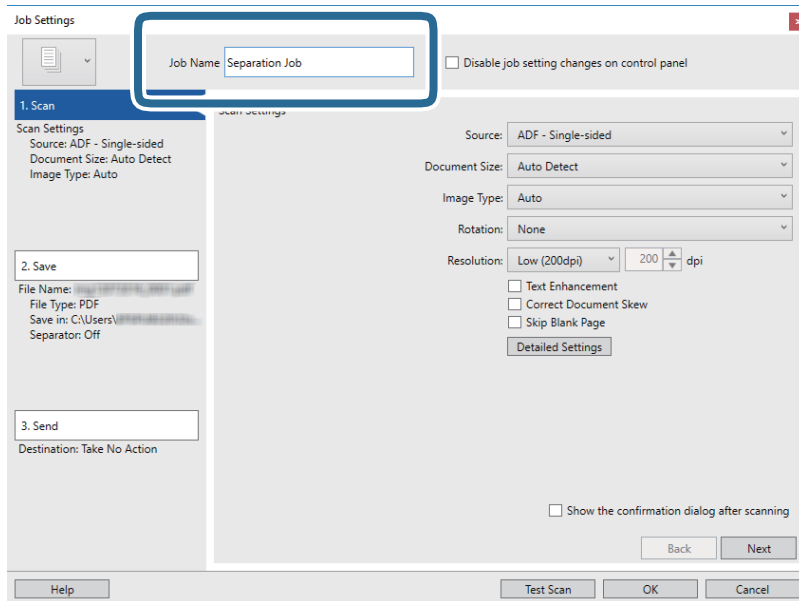 Job Settings
Job Name Separation Job
Disable job setting changes on control panel
1. Scan
Scan Settings
Source: ADF - Single-sided
Document Size: Auto Detect
Image Type: Auto
2. Save
File Name:
File Type: PDF
Save in: C:\Users\
Separator: Off
3. Send
Destination: Take No Action
Scan Settings
Source: ADF - Single-sided
Document Size: Auto Detect
Image Type: Auto
Rotation: None
Resolution: Low (200dpi) 200 dpi
Text Enhancement
Correct Document Skew
Skip Blank Page
Detailed Settings
Show the confirmation dialog after scanning
Back Next
Help Test Scan OK Cancel